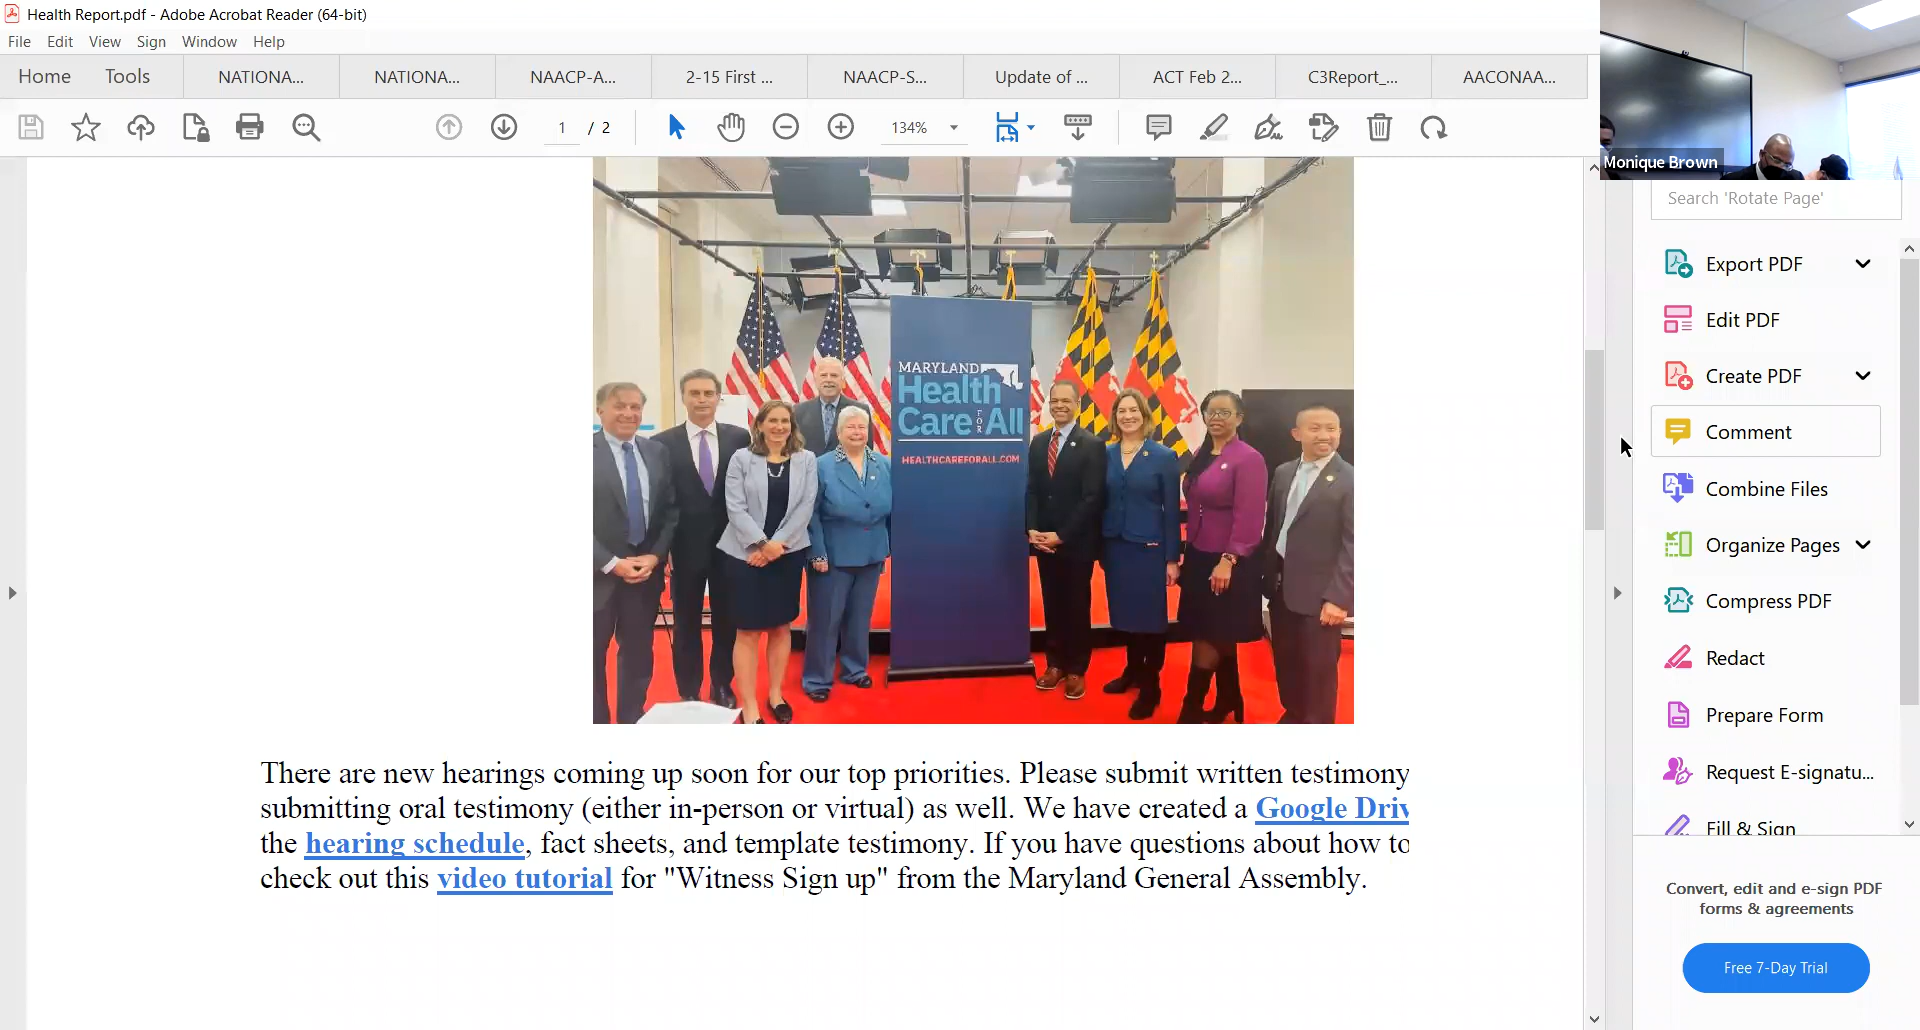 Health Report.pdf - Adobe Acrobat Reader (64-bit)
File Edit View Sign Window Help
Home Tools NATIONA... NATIONA... NAACP-A... 2-15 First ... NAACP-S... Update of ... ACT Feb 2... C3Report_... AACONAA...
1 / 2 134%
Monique Brown
Search 'Rotate Page'
Export PDF
Edit PDF
Create PDF
Comment
Combine Files
Organize Pages
Compress PDF
Redact
Prepare Form
Request E-signatu...
Fill & Sign
Convert, edit and e-sign PDF
forms & agreements
Free 7-Day Trial
MARYLAND
Health
Care FOR All
HEALTHCAREFORALL.COM
There are new hearings coming up soon for our top priorities. Please submit written testimony
submitting oral testimony (either in-person or virtual) as well. We have created a Google Driv
the hearing schedule, fact sheets, and template testimony. If you have questions about how to
check out this video tutorial for "Witness Sign up" from the Maryland General Assembly.